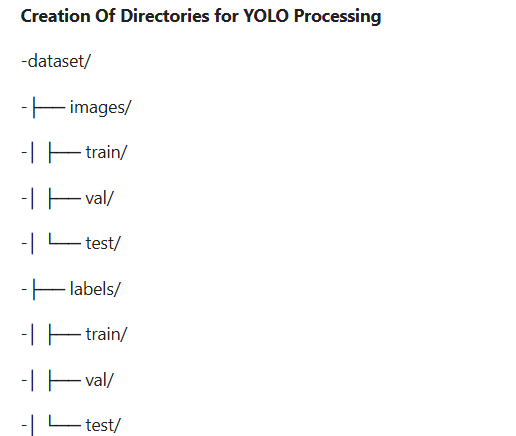 Creation Of Directories for YOLO Processing
-dataset/
-├── images/
-│ ├── train/
-│ ├── val/
-│ └── test/
-├── labels/
-│ ├── train/
-│ ├── val/
-│ └── test/